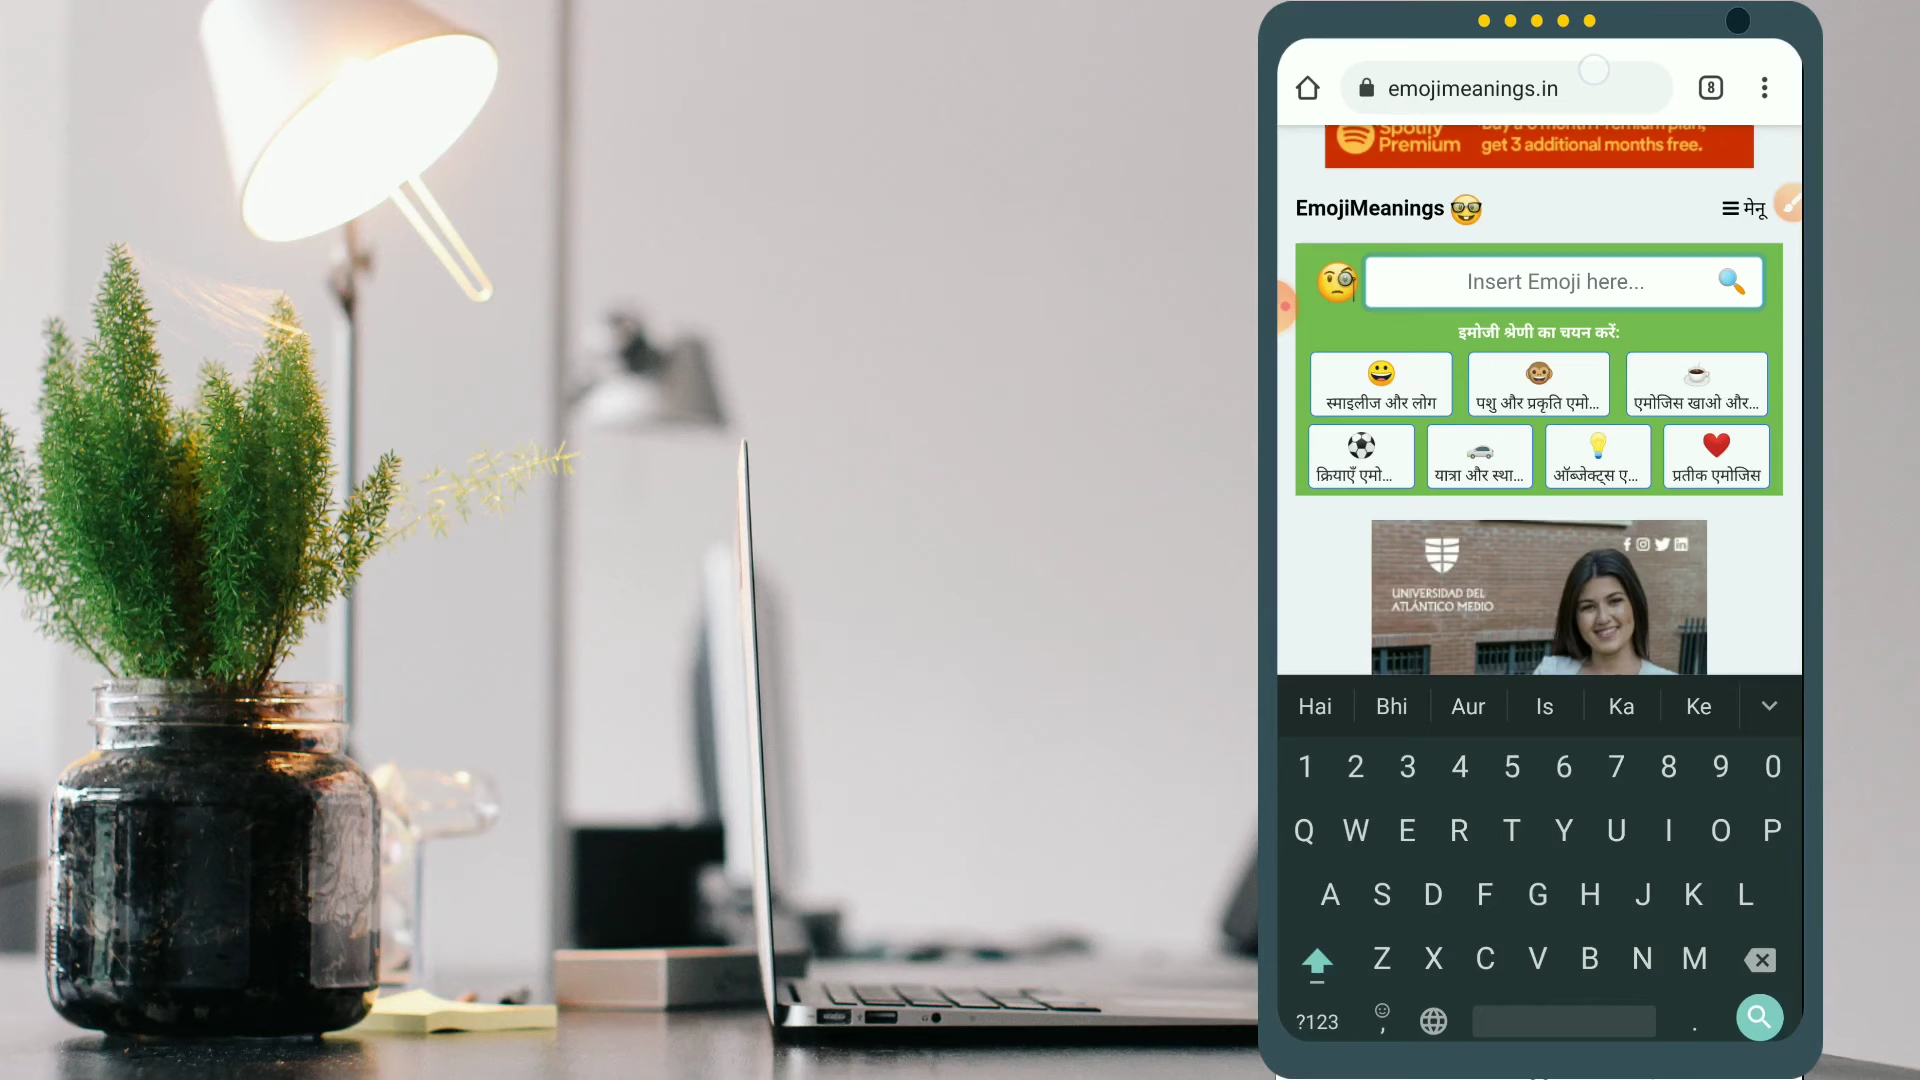 emojimeanings.in
8
Spotify
Premium
get 3 additional months free.
EmojiMeanings
मेनू
Insert Emoji here...
इमोजी श्रेणी का चयन करें:
स्माइलीज और लोग
पशु और प्रकृति एमो...
एमोजिस खाओ और...
क्रियाएँ एमो...
यात्रा और स्था...
ऑब्जेक्ट्स ए...
प्रतीक एमोजिस
UNIVERSIDAD DEL
ATLÁNTICO MEDIO
Hai Bhi Aur Is Ka Ke
1 2 3 4 5 6 7 8 9 0
Q W E R T Y U I O P
A S D F G H J K L
Z X C V B N M
?123 , .